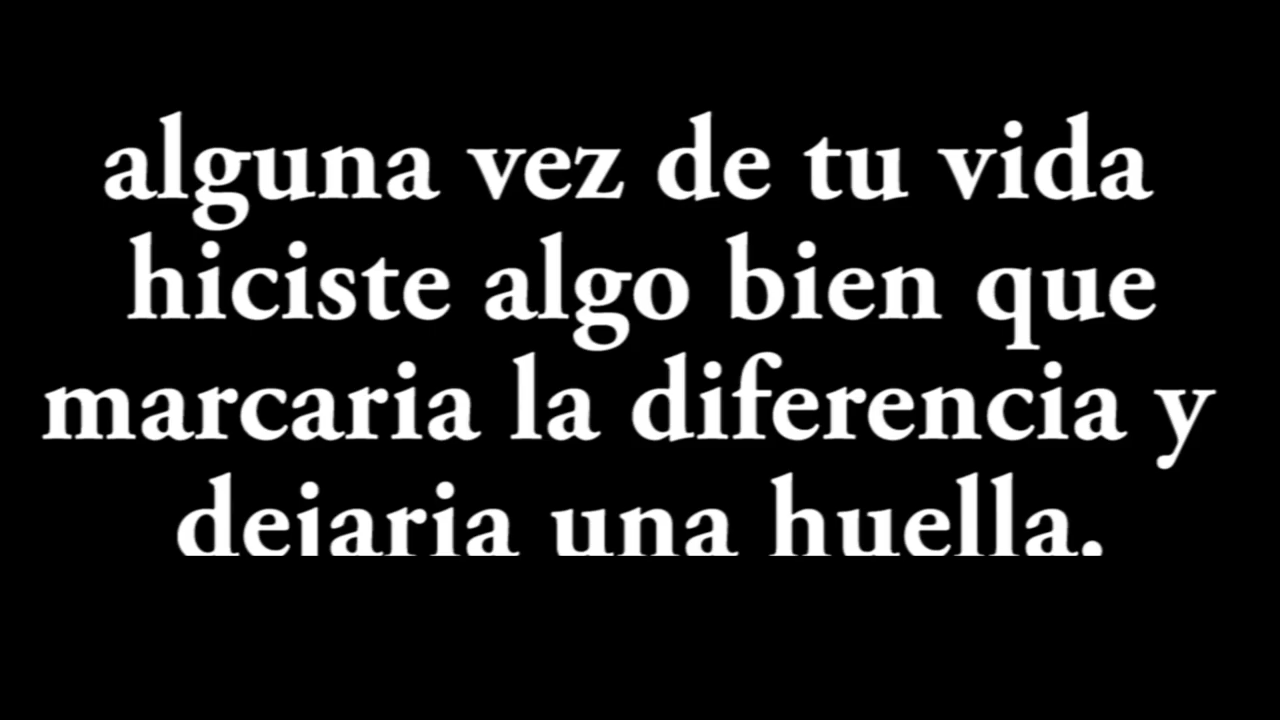 alguna vez de tu vida
hiciste algo bien que
marcaria la diferencia y
dejaria una huella.